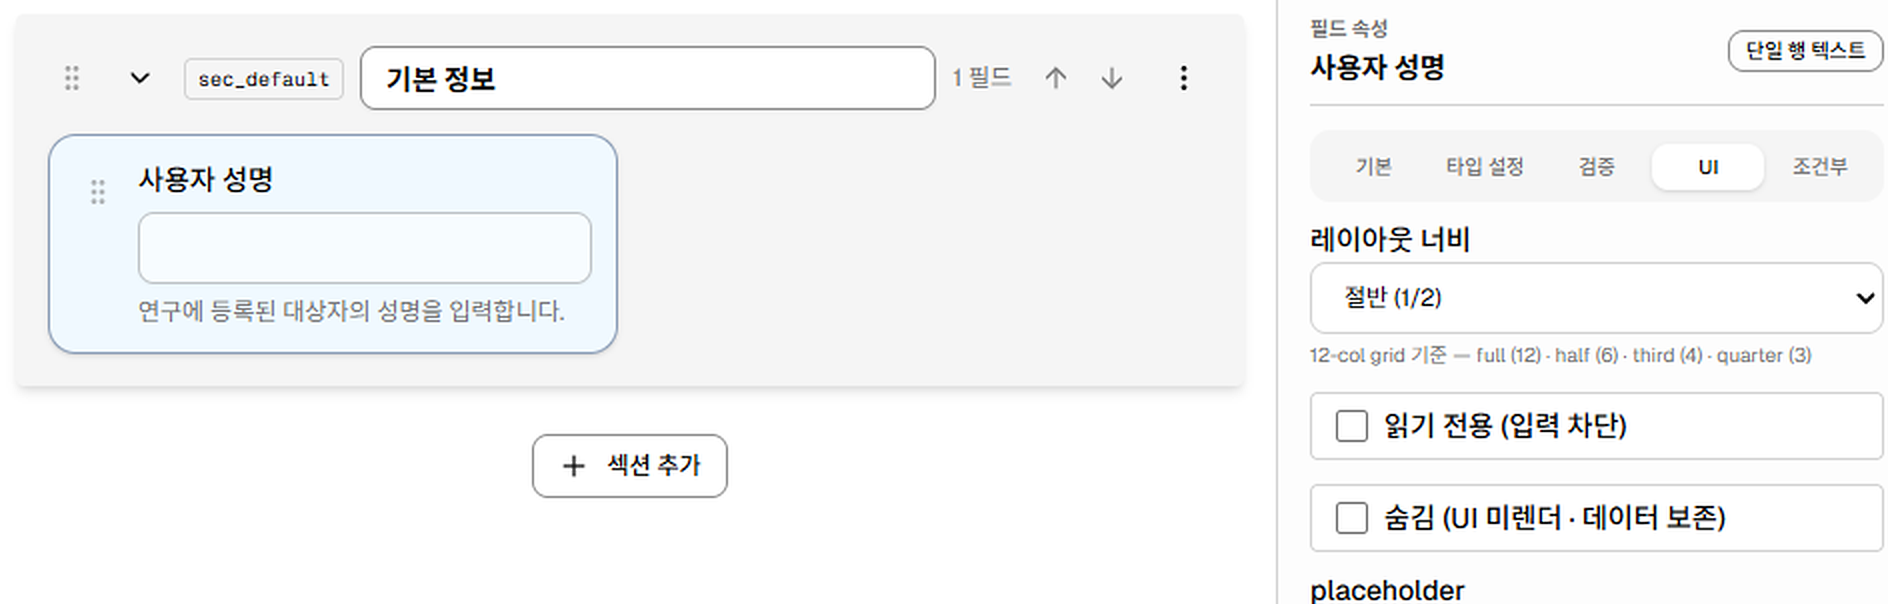 sec_default
기본 정보
1 필드
사용자 성명
연구에 등록된 대상자의 성명을 입력합니다.
섹션 추가
필드 속성
사용자 성명
단일 행 텍스트
기본
타입 설정
검증
UI
조건부
레이아웃 너비
절반 (1/2)
12-col grid 기준 — full (12) · half (6) · third (4) · quarter (3)
읽기 전용 (입력 차단)
숨김 (UI 미렌더 · 데이터 보존)
placeholder